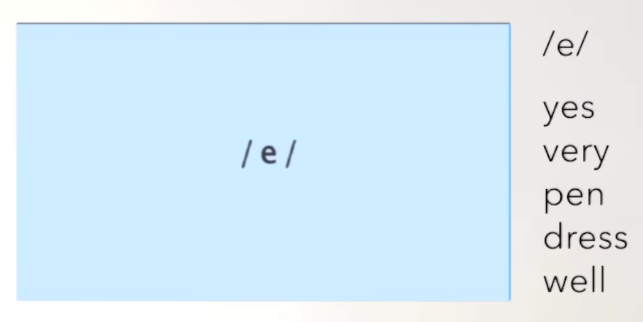 / e /
/e/
yes
very
pen
dress
well